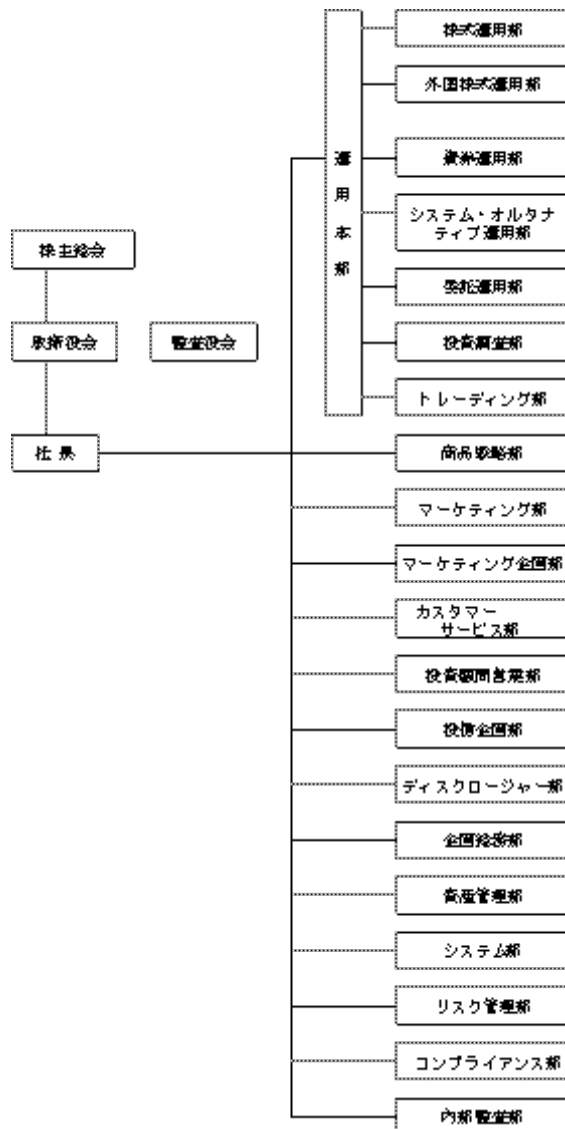 株式運用部
外国株式運用部
運用本部
債券運用部
システム・オルタナ
ティブ運用部
株主総会
委託運用部
取締役会
監査役会
投資調査部
トレーディング部
社長
商品戦略部
マーケティング部
マーケティング企画部
カスタマー
サービス部
投資顧問営業部
投信企画部
ディスクロージャー部
企画総務部
資産管理部
システム部
リスク管理部
コンプライアンス部
内部監査部